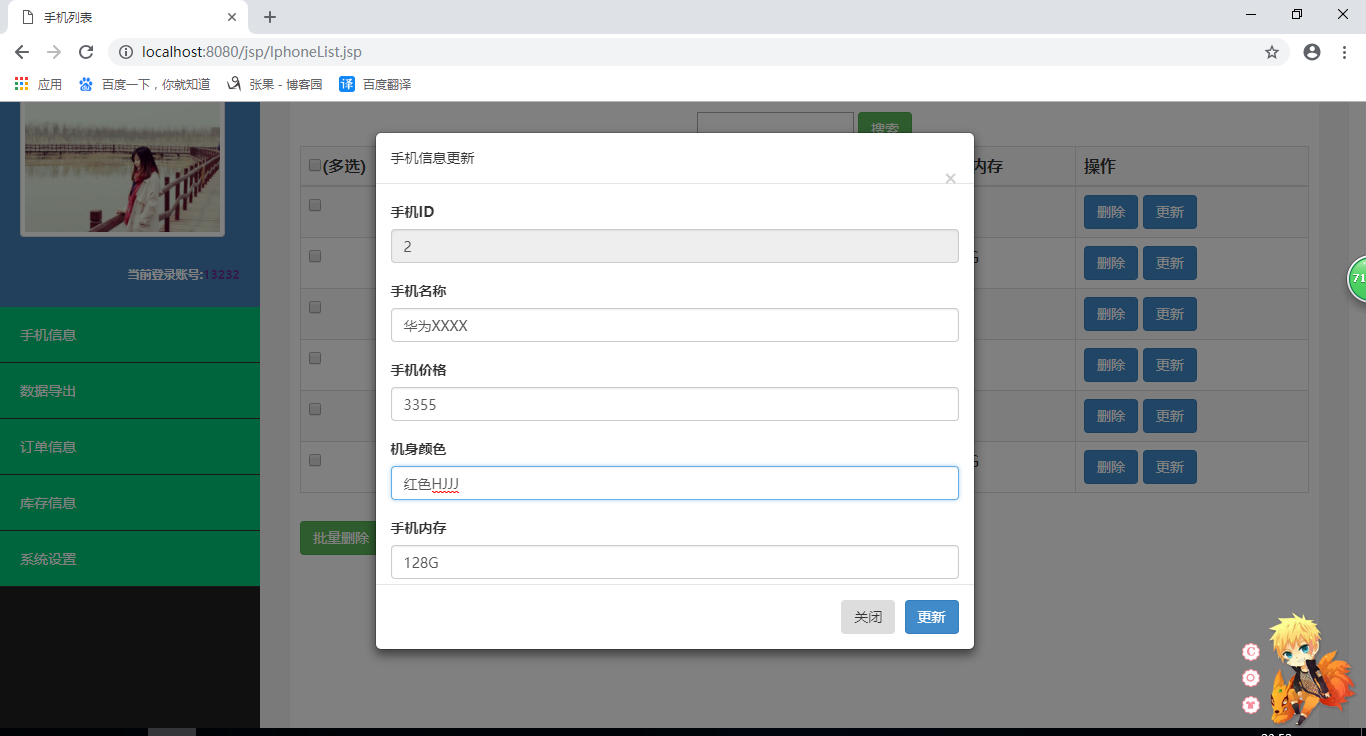 手机列表
localhost:8080/jsp/IphoneList.jsp
应用 百度一下，你就知道 张果 - 博客园 译 百度翻译
搜索
(多选) 内存 操作
当前登录账号:13232
手机信息
数据导出
订单信息
库存信息
系统设置
删除 更新
删除 更新
删除 更新
删除 更新
删除 更新
删除 更新
批量删除
手机信息更新
×
手机ID
2
手机名称
华为XXXX
手机价格
3355
机身颜色
红色HJJJ
手机内存
128G
关闭 更新
71